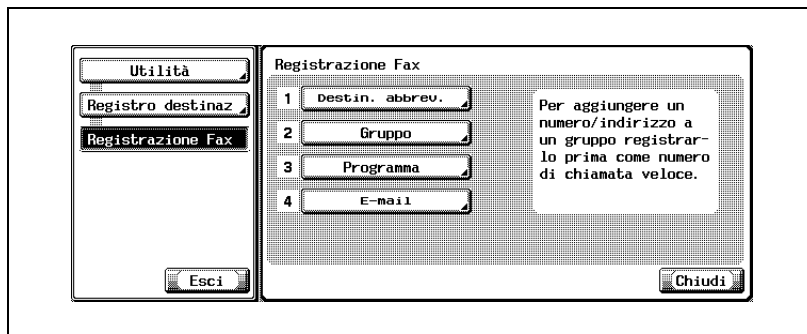 Utilità
Registro destinaz
Registrazione Fax
Esci
Registrazione Fax
1 Destin. abbrev.
2 Gruppo
3 Programma
4 E-mail
Per aggiungere un
numero/indirizzo a
un gruppo registrar-
lo prima come numero
di chiamata veloce.
Chiudi